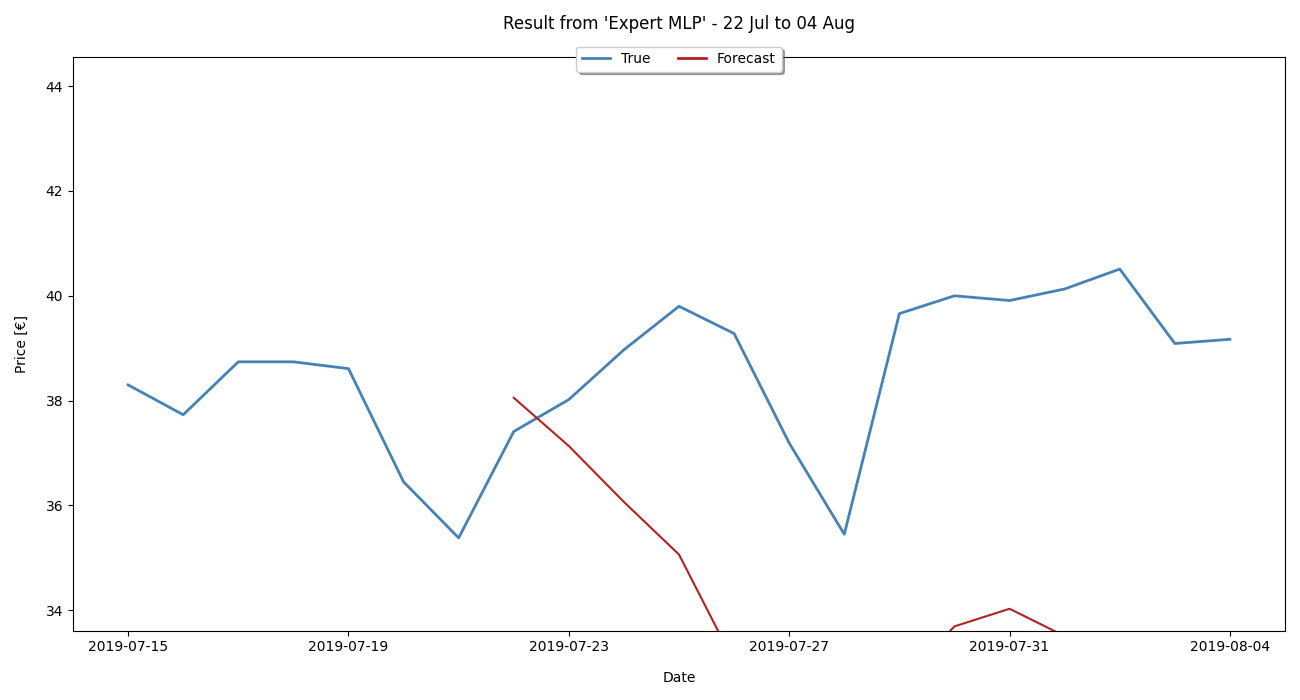 Result from 'Expert MLP' - 22 Jul to 04 Aug
True Forecast
44
42
40
38
36
34
Price [€]
2019-07-15 2019-07-19 2019-07-23 2019-07-27 2019-07-31 2019-08-04
Date